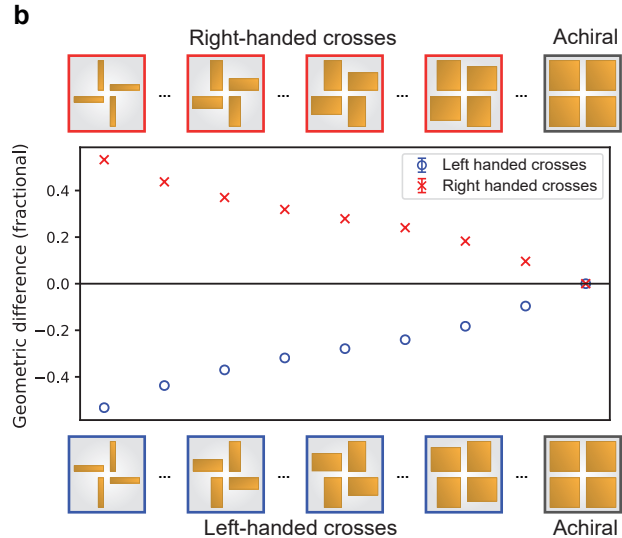 b
Right-handed crosses Achiral
... ... ... ...
Geometric difference (fractional)
0.4
0.2
0.0
−0.2
−0.4
Left handed crosses
Right handed crosses
... ... ... ...
Left-handed crosses Achiral